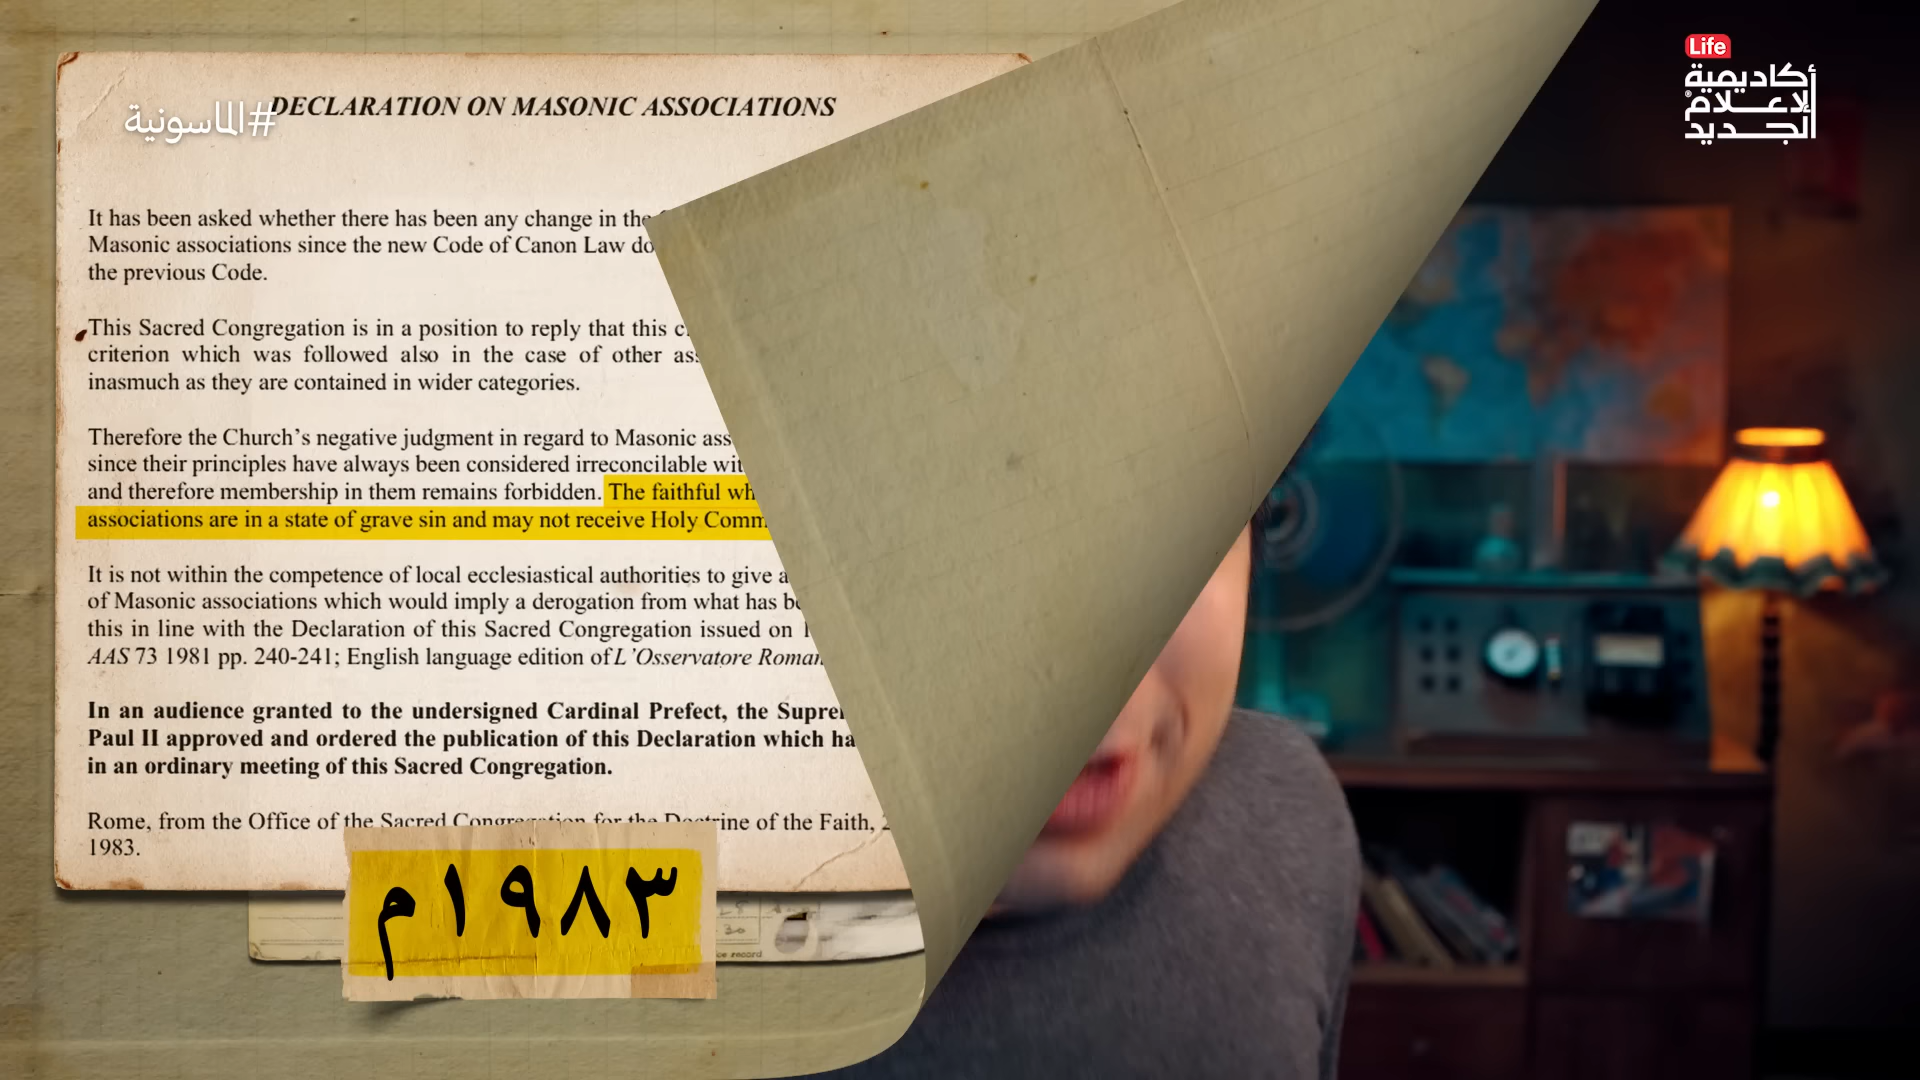 Life
أكاديمية
الإعلام
الجديد
#الماسونية
DECLARATION ON MASONIC ASSOCIATIONS
It has been asked whether there has been any change in the
Masonic associations since the new Code of Canon Law
the previous Code.
This Sacred Congregation is in a position to reply that this
criterion which was followed also in the case of other
inasmuch as they are contained in wider categories.
Therefore the Church's negative judgment in regard to Masonic
since their principles have always been considered irreconcilable
and therefore membership in them remains forbidden. The faithful
associations are in a state of grave sin and may not receive Holy
It is not within the competence of local ecclesiastical authorities to give
of Masonic associations which would imply a derogation from what has
this in line with the Declaration of this Sacred Congregation issued on
AAS 73 1981 pp. 240-241; English language edition of L'Osservatore
In an audience granted to the undersigned Cardinal Prefect, the
Paul II approved and ordered the publication of this Declaration which
in an ordinary meeting of this Sacred Congregation.
Rome, from the Office of the Sacred Congregation for the Doctrine of the Faith,
1983.
١٩٨٣م
record